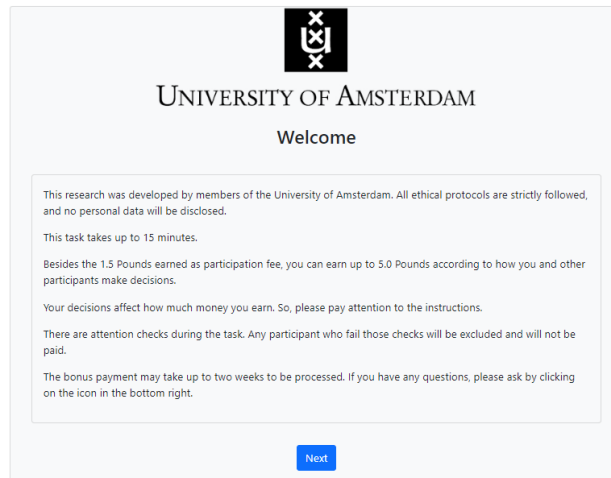 UNIVERSITY OF AMSTERDAM
Welcome
This research was developed by members of the University of Amsterdam. All ethical protocols are strictly followed,
and no personal data will be disclosed.
This task takes up to 15 minutes.
Besides the 1.5 Pounds earned as participation fee, you can earn up to 5.0 Pounds according to how you and other
participants make decisions.
Your decisions affect how much money you earn. So, please pay attention to the instructions.
There are attention checks during the task. Any participant who fail those checks will be excluded and will not be
paid.
The bonus payment may take up to two weeks to be processed. If you have any questions, please ask by clicking
on the icon in the bottom right.
Next